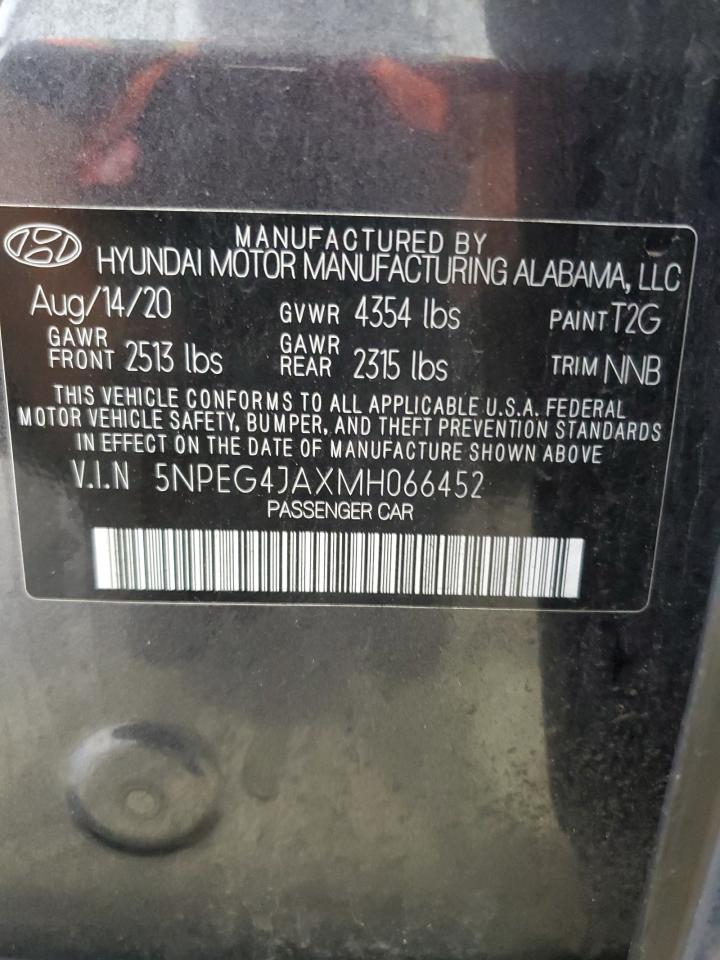 MANUFACTURED BY
HYUNDAI MOTOR MANUFACTURING ALABAMA, LLC
Aug/14/20 GVWR 4354 lbs PAINT T2G
GAWR FRONT 2513 lbs GAWR REAR 2315 lbs TRIM NNB
THIS VEHICLE CONFORMS TO ALL APPLICABLE U.S.A. FEDERAL
MOTOR VEHICLE SAFETY, BUMPER, AND THEFT PREVENTION STANDARDS
IN EFFECT ON THE DATE OF MANUFACTURE SHOWN ABOVE
V.I.N 5NPEG4JAXMH066452
PASSENGER CAR